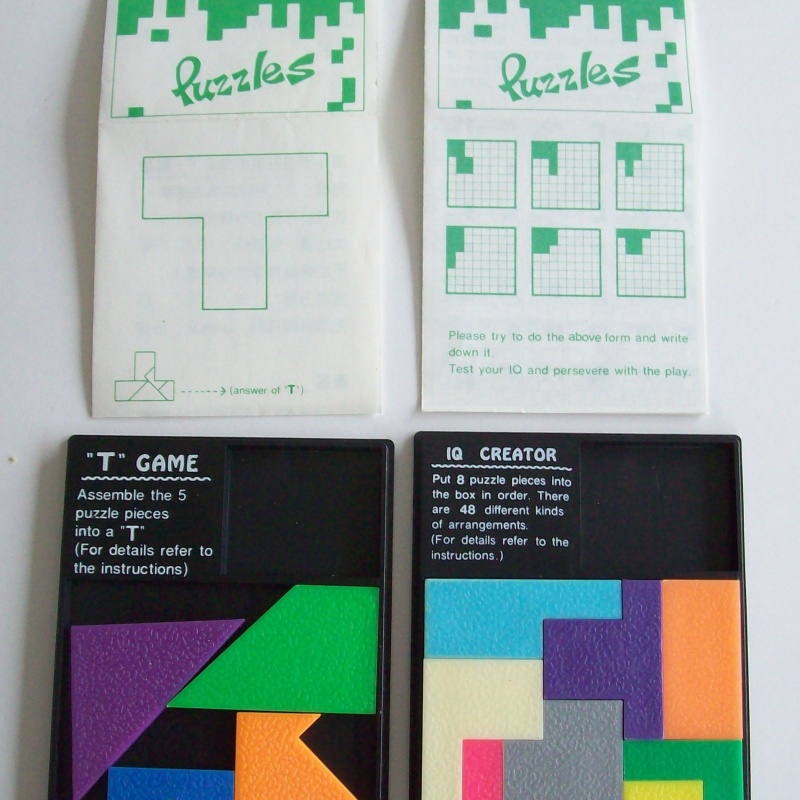 Puzzles
----→ (answer of "T")
Puzzles
Please try to do the above form and write
down it.
Test your IQ and persevere with the play.
"T" GAME
Assemble the 5
puzzle pieces
into a "T"
(For details refer to
the instructions)
IQ CREATOR
Put 8 puzzle pieces into
the box in order. There
are 48 different kinds
of arrangements.
(For details refer to the
instructions.)